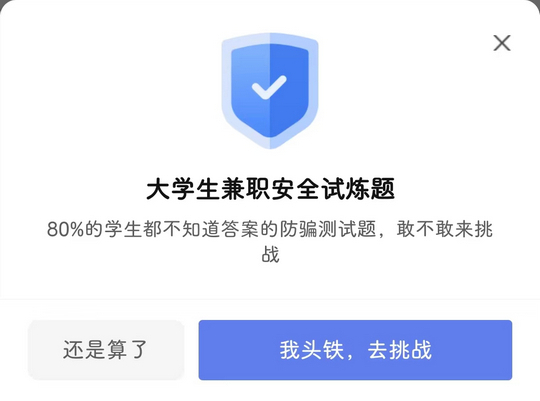 大学生兼职安全试炼题
80%的学生都不知道答案的防骗测试题，敢不敢来挑
战
还是算了
我头铁，去挑战